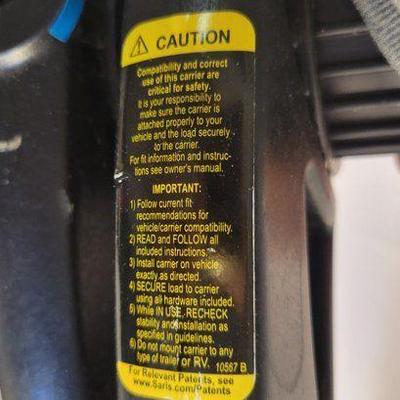 CAUTION
Compatibility and correct
use of this carrier are
critical for safety.
It is your responsibility to
make sure the carrier is
attached properly to your
vehicle and the load securely
to the carrier.
For fit information and instruc-
tions see owner's manual.
IMPORTANT:
1) Follow current fit
recommendations for
vehicle/carrier compatibility.
2) READ and FOLLOW all
included instructions.
3) Install carrier on vehicle
exactly as directed.
4) SECURE load to carrier
using all hardware included.
5) While IN USE, RECHECK
stability and installation as
specified in guidelines.
6) Do not mount carrier to any
type of trailer or RV. 10567 B
For Relevant Patents, see
www.Saris.com/Patents